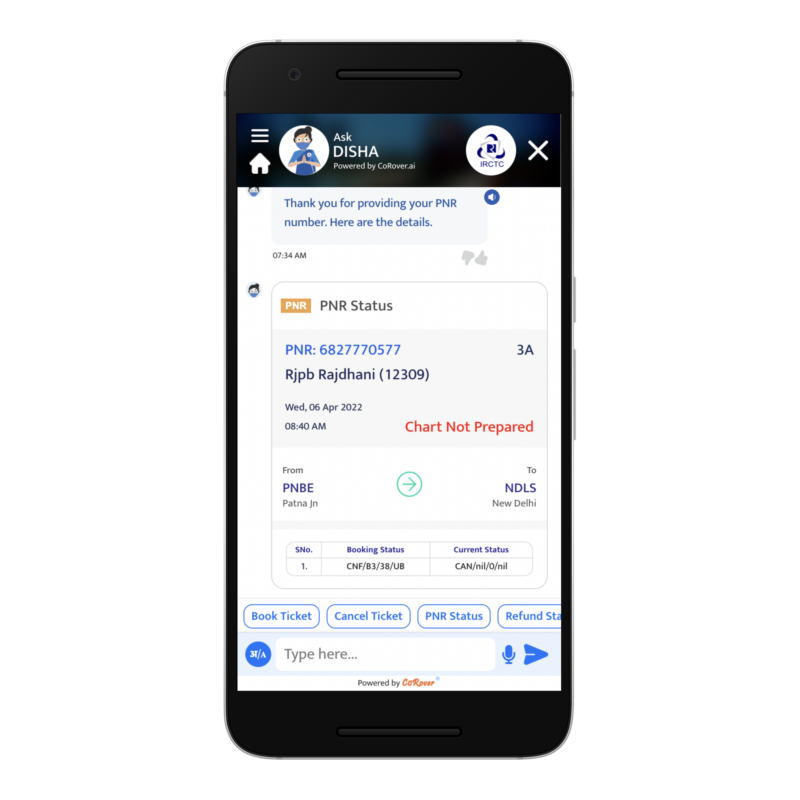 Ask
DISHA
Powered by CoRover.ai
IRCTC
Thank you for providing your PNR
number. Here are the details.
07:34 AM
PNR PNR Status
PNR: 6827770577 3A
Rjpb Rajdhani (12309)
Wed, 06 Apr 2022
08:40 AM Chart Not Prepared
From To
PNBE NDLS
Patna Jn New Delhi
SNo. Booking Status Current Status
1. CNF/B3/38/UB CAN/nil/0/nil
Book Ticket Cancel Ticket PNR Status Refund Sta
अ/A Type here...
Powered by CoRover